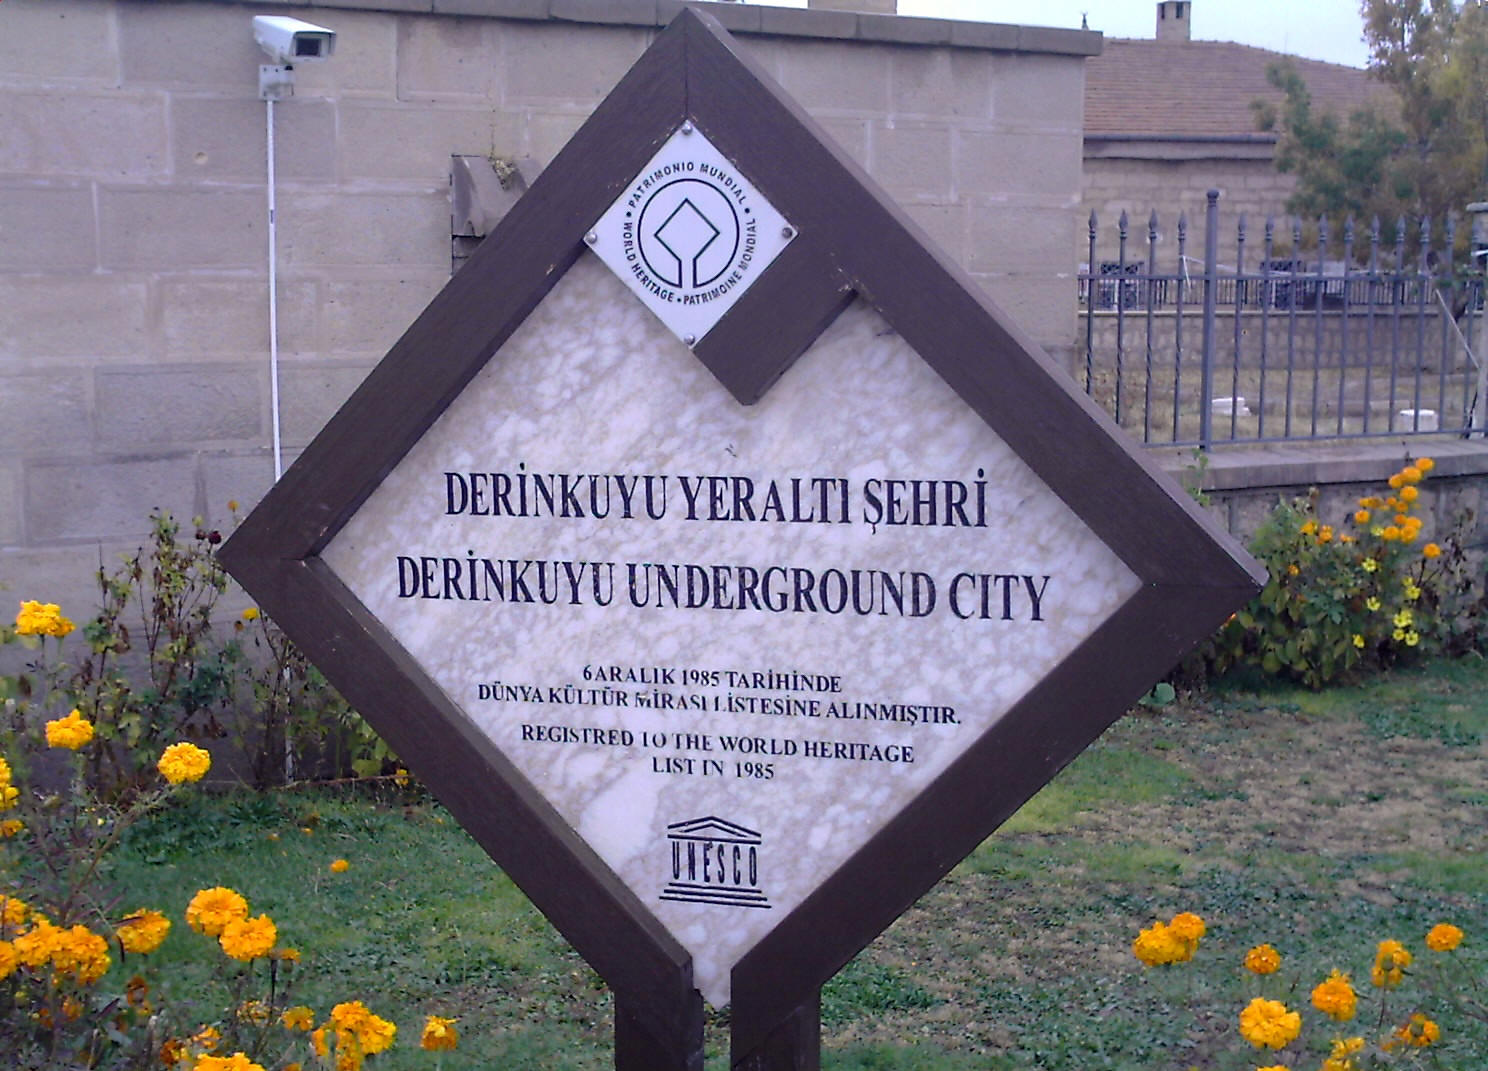 PATRIMONIO MUNDIAL • WORLD HERITAGE • PATRIMOINE MONDIAL •
DERİNKUYU YERALTI ŞEHRİ
DERİNKUYU UNDERGROUND CITY
6 ARALIK 1985 TARİHİNDE
DÜNYA KÜLTÜR MİRASI LİSTESİNE ALINMIŞTIR.
REGISTRED TO THE WORLD HERITAGE
LIST IN 1985
UNESCO